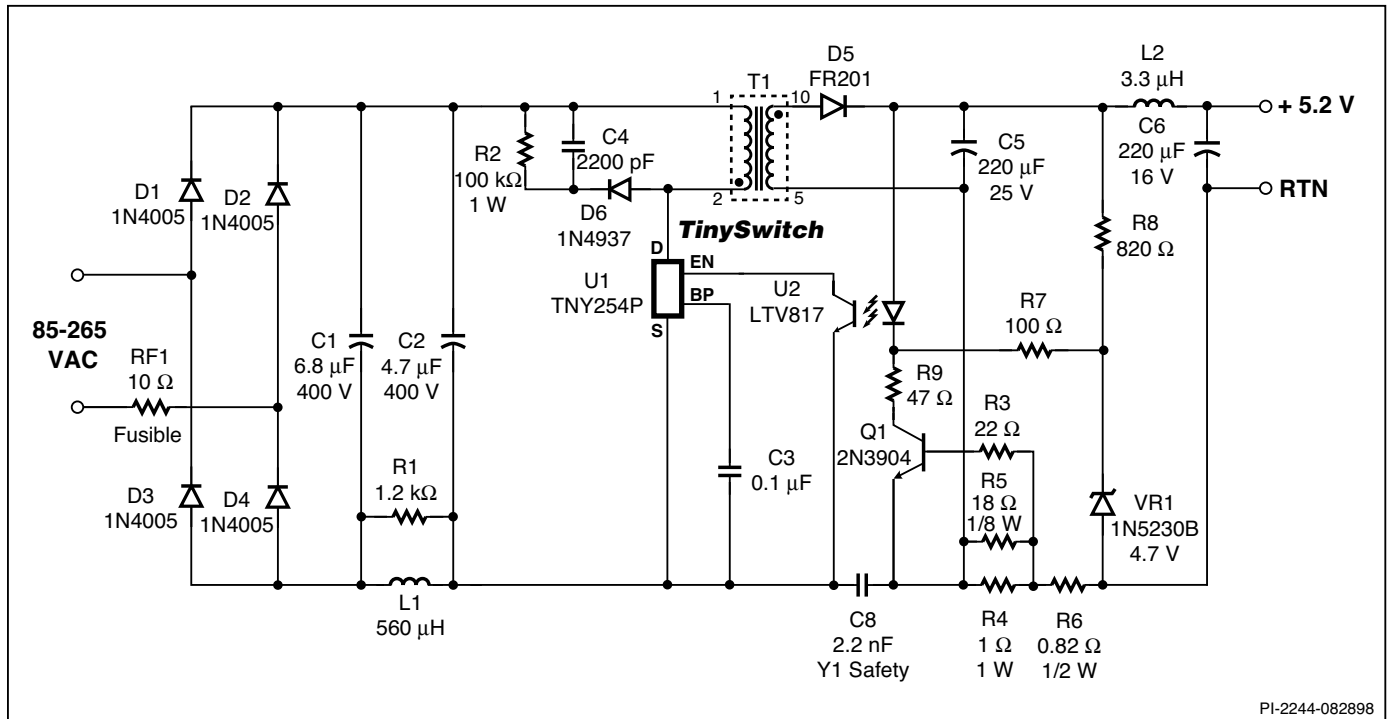 D5
FR201
L2
3.3 µH
T1
1
10
+ 5.2 V
C4
2200 pF
R2
100 kΩ
1 W
C5
220 µF
25 V
C6
220 µF
16 V
D1
1N4005
D2
1N4005
2
5
RTN
D6
1N4937
TinySwitch
R8
820 Ω
D
EN
U1
TNY254P
BP
S
U2
LTV817
R7
100 Ω
85-265
VAC
RF1
10 Ω
Fusible
C1
6.8 µF
400 V
C2
4.7 µF
400 V
R9
47 Ω
R3
22 Ω
Q1
2N3904
C3
0.1 µF
R1
1.2 kΩ
R5
18 Ω
1/8 W
D3
1N4005
D4
1N4005
VR1
1N5230B
4.7 V
L1
560 µH
C8
2.2 nF
Y1 Safety
R4
1 Ω
1 W
R6
0.82 Ω
1/2 W
PI-2244-082898